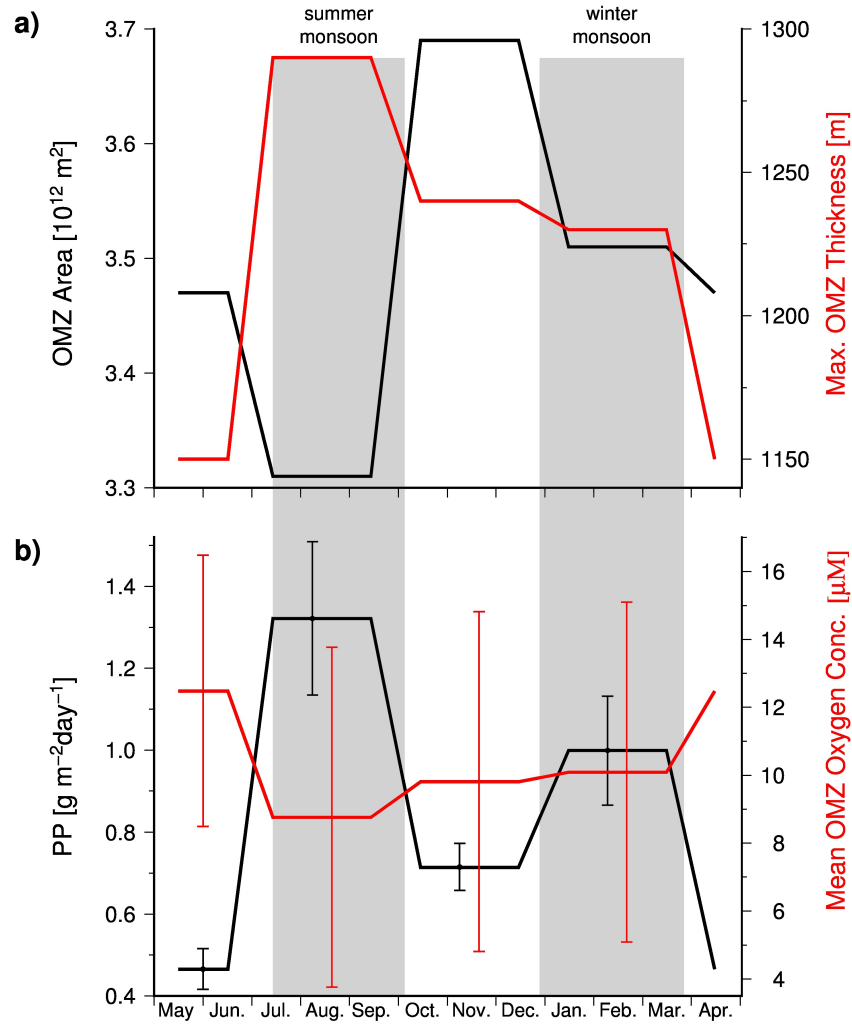 summer
monsoon
winter
monsoon
a)
3.7
3.6
3.5
3.4
3.3
OMZ Area [10¹² m²]
1300
1250
1200
1150
Max. OMZ Thickness [m]
b)
1.4
1.2
1.0
0.8
0.6
0.4
PP [g m⁻²day⁻¹]
16
14
12
10
8
6
4
Mean OMZ Oxygen Conc. [µM]
May Jun. Jul. Aug. Sep. Oct. Nov. Dec. Jan. Feb. Mar. Apr.